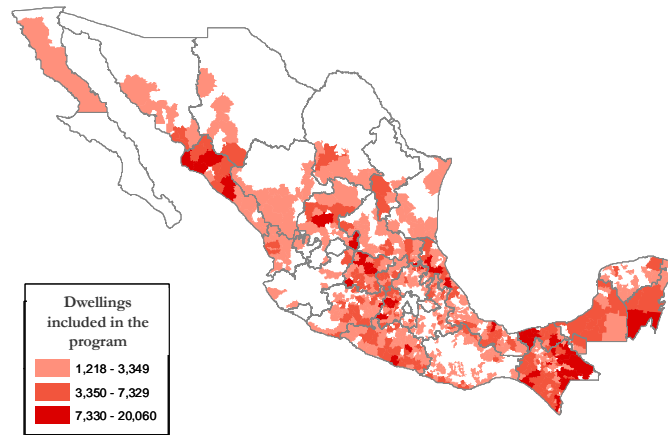 Dwellings
included in the
program
1,218 - 3,349
3,350 - 7,329
7,330 - 20,060